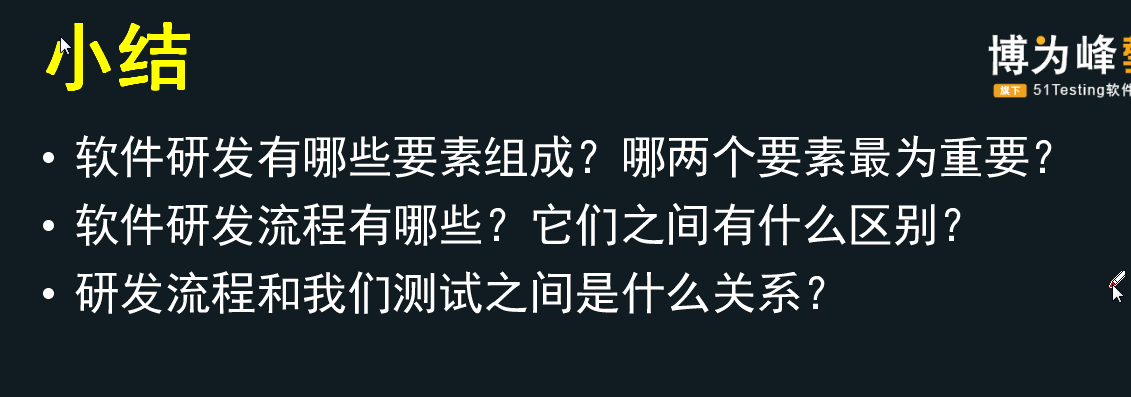 小结
博为峰
旗下 51Testing软件
• 软件研发有哪些要素组成？哪两个要素最为重要？
• 软件研发流程有哪些？它们之间有什么区别？
• 研发流程和我们测试之间是什么关系？